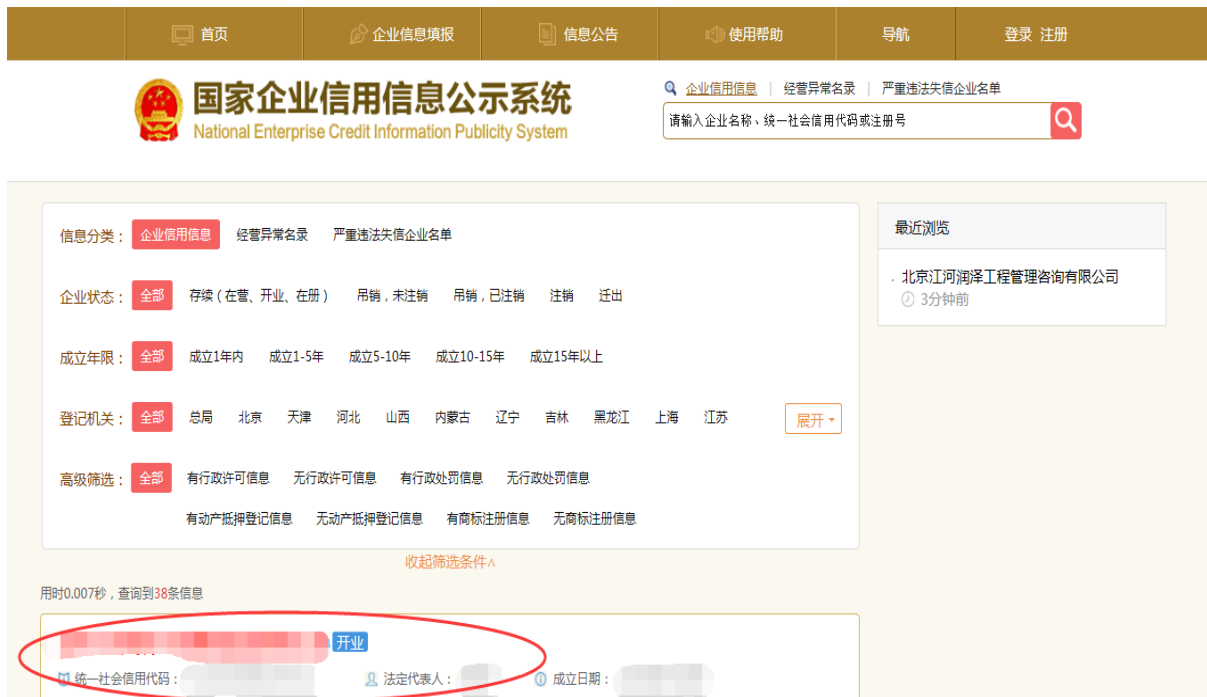 首页 企业信息填报 信息公告 使用帮助 导航 登录 注册
国家企业信用信息公示系统
National Enterprise Credit Information Publicity System
企业信用信息 | 经营异常名录 | 严重违法失信企业名单
请输入企业名称、统一社会信用代码或注册号
信息分类： 企业信用信息 经营异常名录 严重违法失信企业名单
企业状态： 全部 存续（在营、开业、在册） 吊销，未注销 吊销，已注销 注销 迁出
成立年限： 全部 成立1年内 成立1-5年 成立5-10年 成立10-15年 成立15年以上
登记机关： 全部 总局 北京 天津 河北 山西 内蒙古 辽宁 吉林 黑龙江 上海 江苏 展开
高级筛选： 全部 有行政许可信息 无行政许可信息 有行政处罚信息 无行政处罚信息
有动产抵押登记信息 无动产抵押登记信息 有商标注册信息 无商标注册信息
收起筛选条件^
最近浏览
. 北京江河润泽工程管理咨询有限公司
3分钟前
用时0.007秒，查询到38条信息
开业
统一社会信用代码： 法定代表人： 成立日期：